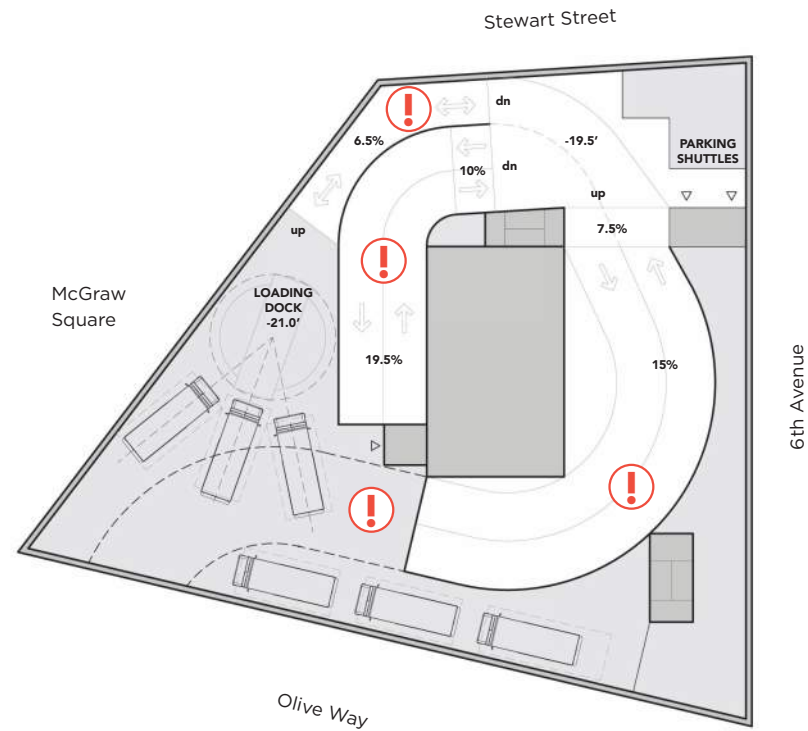 Stewart Street
dn
6.5%
-19.5'
PARKING
SHUTTLES
10%
dn
up
up
7.5%
McGraw
Square
LOADING
DOCK
-21.0'
19.5%
15%
6th Avenue
Olive Way